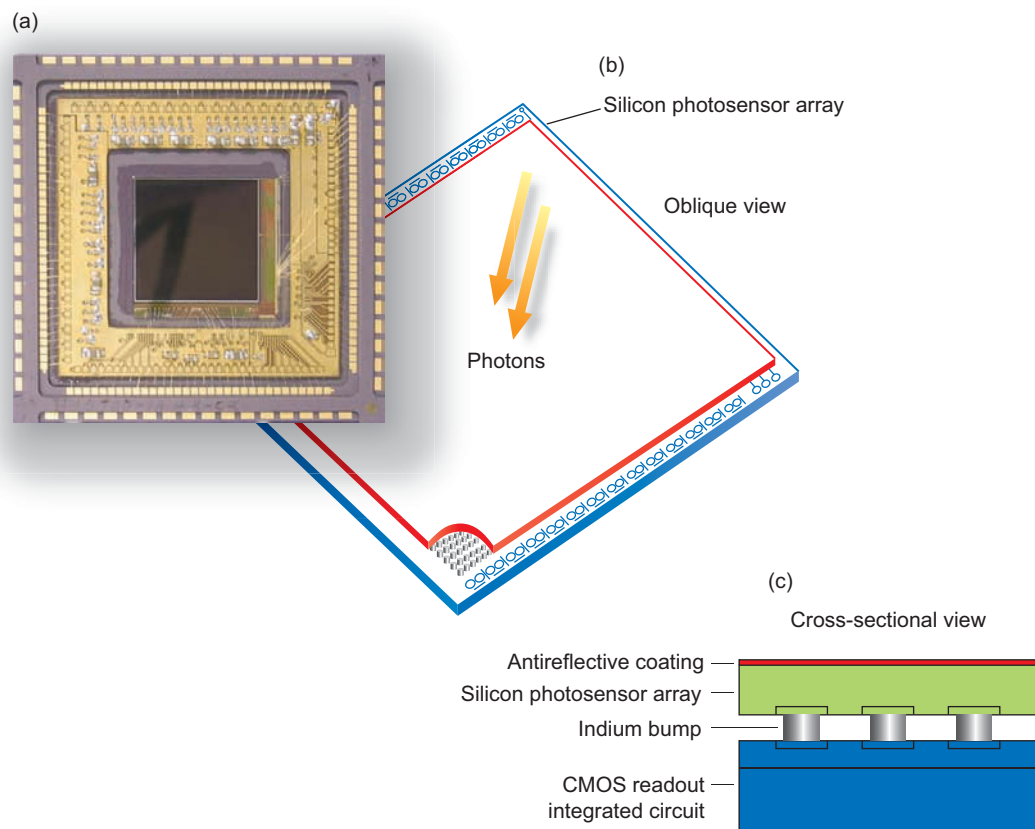 (a)
(b)
Silicon photosensor array
Oblique view
Photons
(c)
Cross-sectional view
Antireflective coating
Silicon photosensor array
Indium bump
CMOS readout
integrated circuit